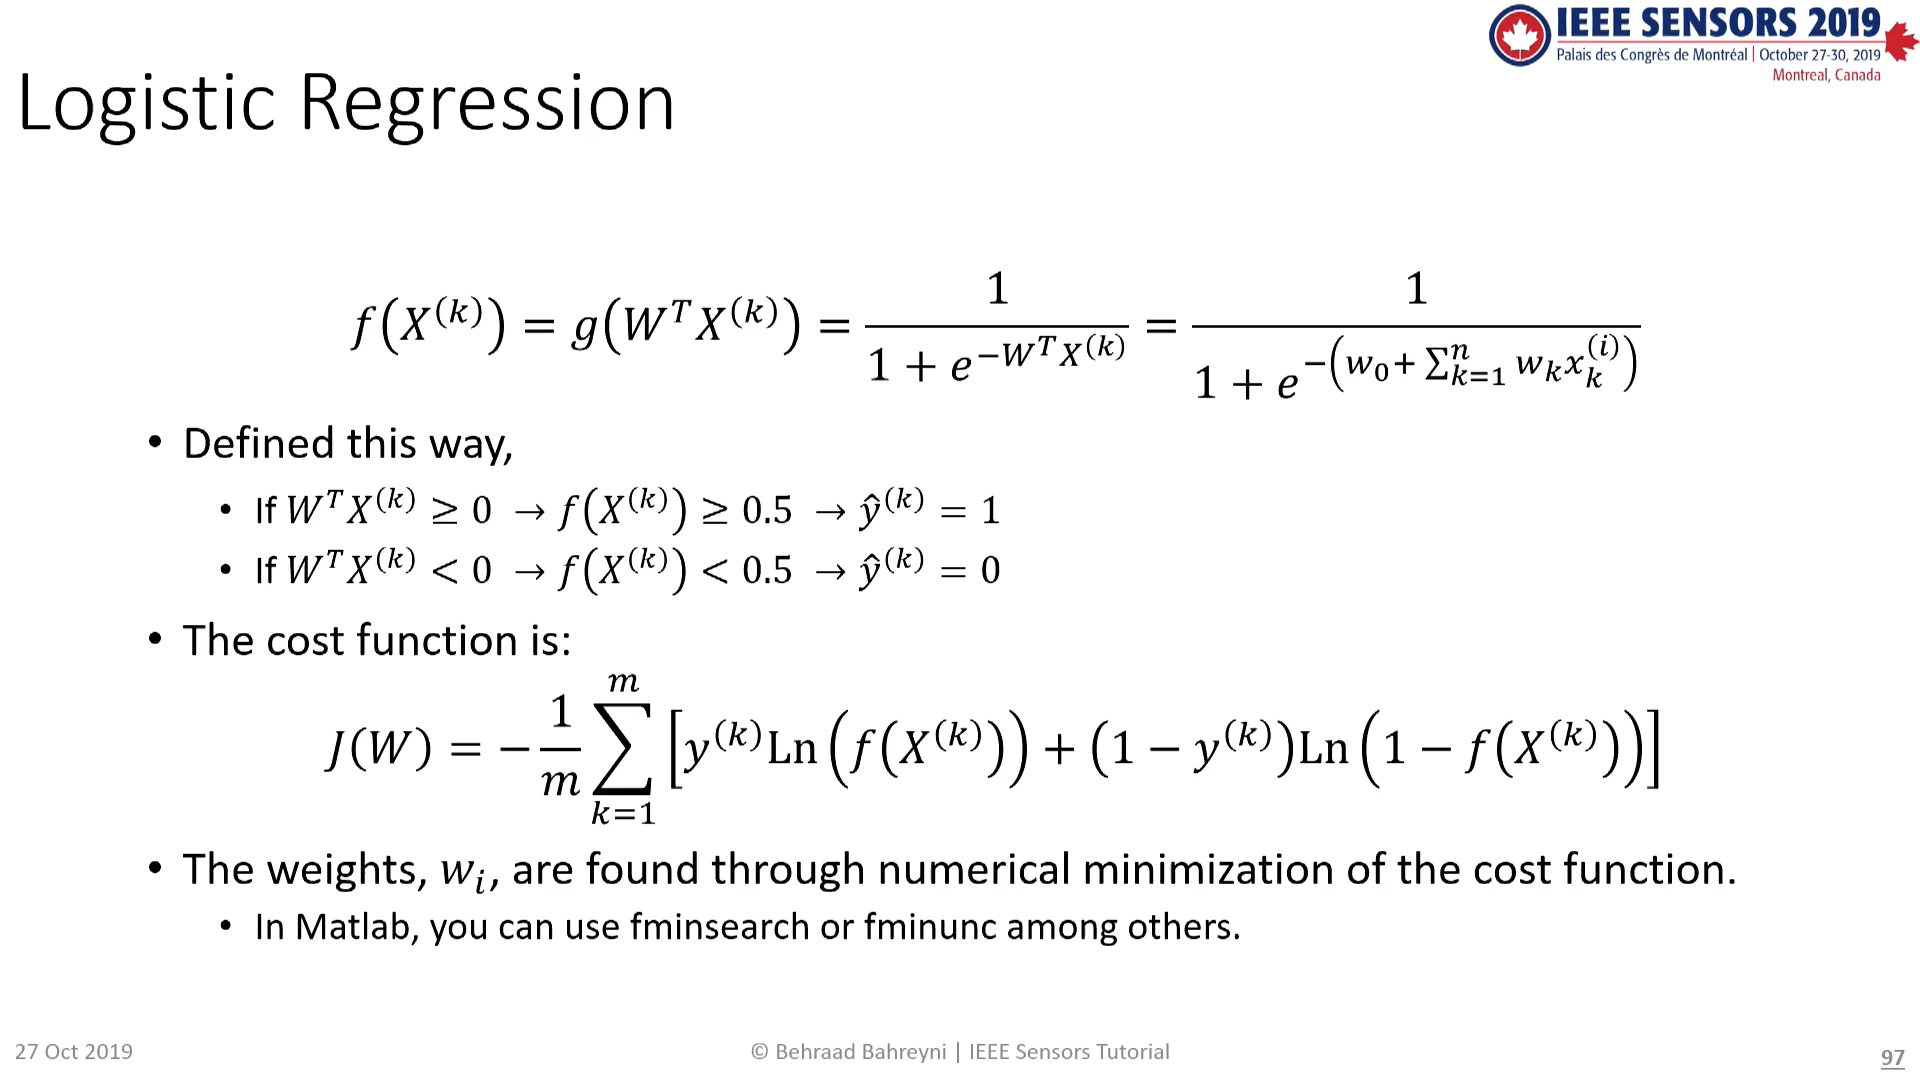 IEEE SENSORS 2019
Palais des Congrès de Montréal | October 27-30, 2019
Montreal, Canada
Logistic Regression
f(X^(k)) = g(W^T X^(k)) = 1 / (1 + e^(−W^T X^(k))) = 1 / (1 + e^(−(w_0 + ∑_{k=1}^{n} w_k x_k^(i))))
• Defined this way,
• If W^T X^(k) ≥ 0 → f(X^(k)) ≥ 0.5 → ŷ^(k) = 1
• If W^T X^(k) < 0 → f(X^(k)) < 0.5 → ŷ^(k) = 0
• The cost function is:
J(W) = −1/m ∑_{k=1}^{m} [y^(k) Ln(f(X^(k))) + (1 − y^(k))Ln(1 − f(X^(k)))]
• The weights, w_i, are found through numerical minimization of the cost function.
• In Matlab, you can use fminsearch or fminunc among others.
27 Oct 2019
© Behraad Bahreyni | IEEE Sensors Tutorial
97